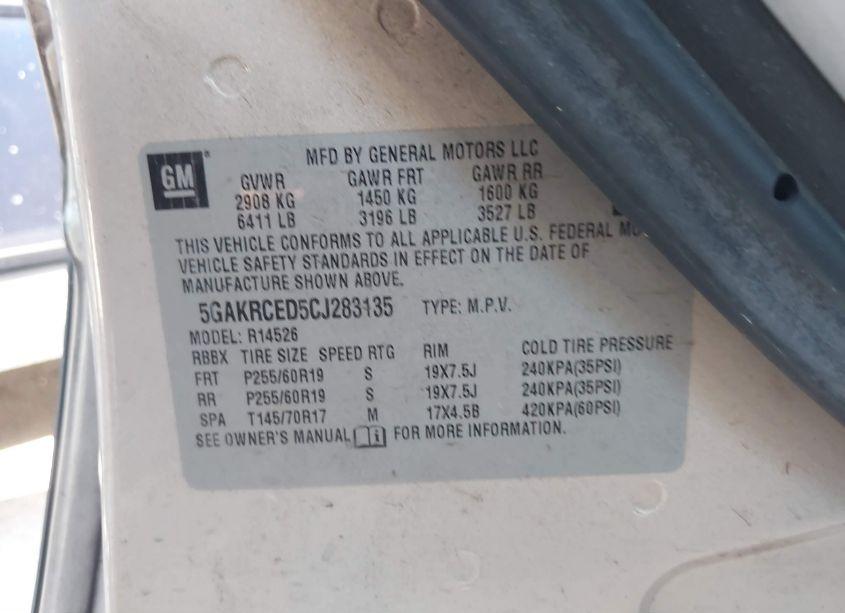 GM
MFD BY GENERAL MOTORS LLC
GVWR GAWR FRT GAWR RR
2908 KG 1450 KG 1600 KG
6411 LB 3196 LB 3527 LB
THIS VEHICLE CONFORMS TO ALL APPLICABLE U.S. FEDERAL
VEHICLE SAFETY STANDARDS IN EFFECT ON THE DATE OF
MANUFACTURE SHOWN ABOVE.
5GAKRCED5CJ283135 TYPE: M.P.V.
MODEL: R14526
RBBX TIRE SIZE SPEED RTG RIM COLD TIRE PRESSURE
FRT P255/60R19 S 19X7.5J 240KPA(35PSI)
RR P255/60R19 S 19X7.5J 240KPA(35PSI)
SPA T145/70R17 M 17X4.5B 420KPA(60PSI)
SEE OWNER'S MANUAL FOR MORE INFORMATION.